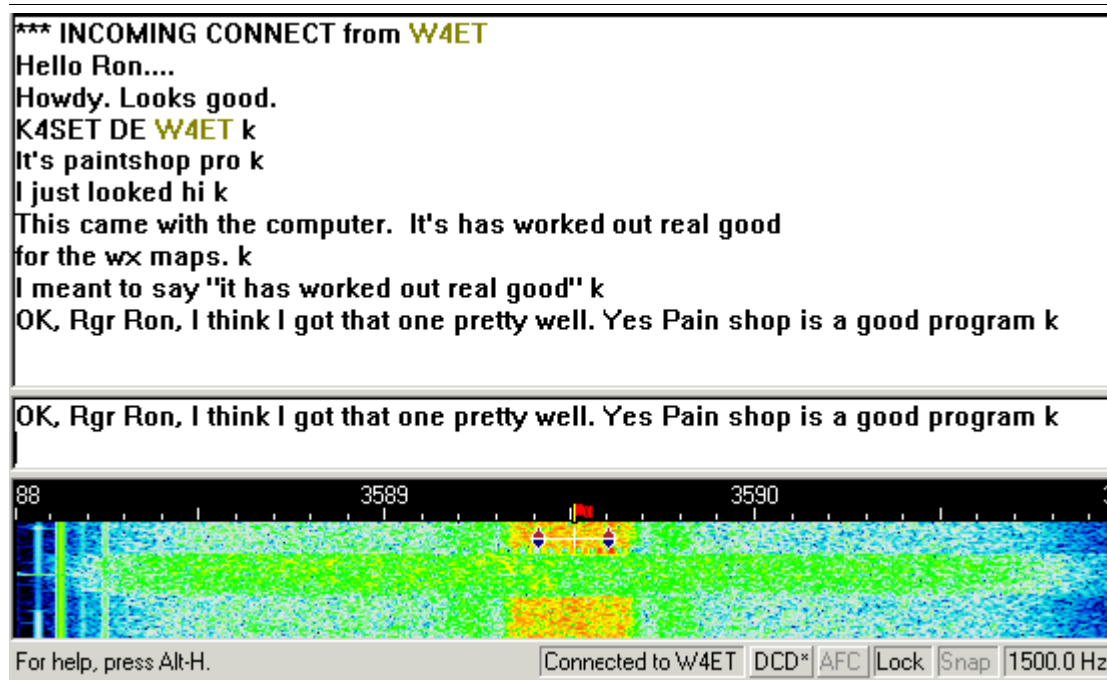 *** INCOMING CONNECT from W4ET
Hello Ron....
Howdy. Looks good.
K4SET DE W4ET k
It's paintshop pro k
I just looked hi k
This came with the computer.  It's has worked out real good
for the wx maps. k
I meant to say "it has worked out real good" k
OK, Rgr Ron, I think I got that one pretty well. Yes Pain shop is a good program k
OK, Rgr Ron, I think I got that one pretty well. Yes Pain shop is a good program k
88 3589 3590
For help, press Alt-H. Connected to W4ET DCD* AFC Lock Snap 1500.0 Hz